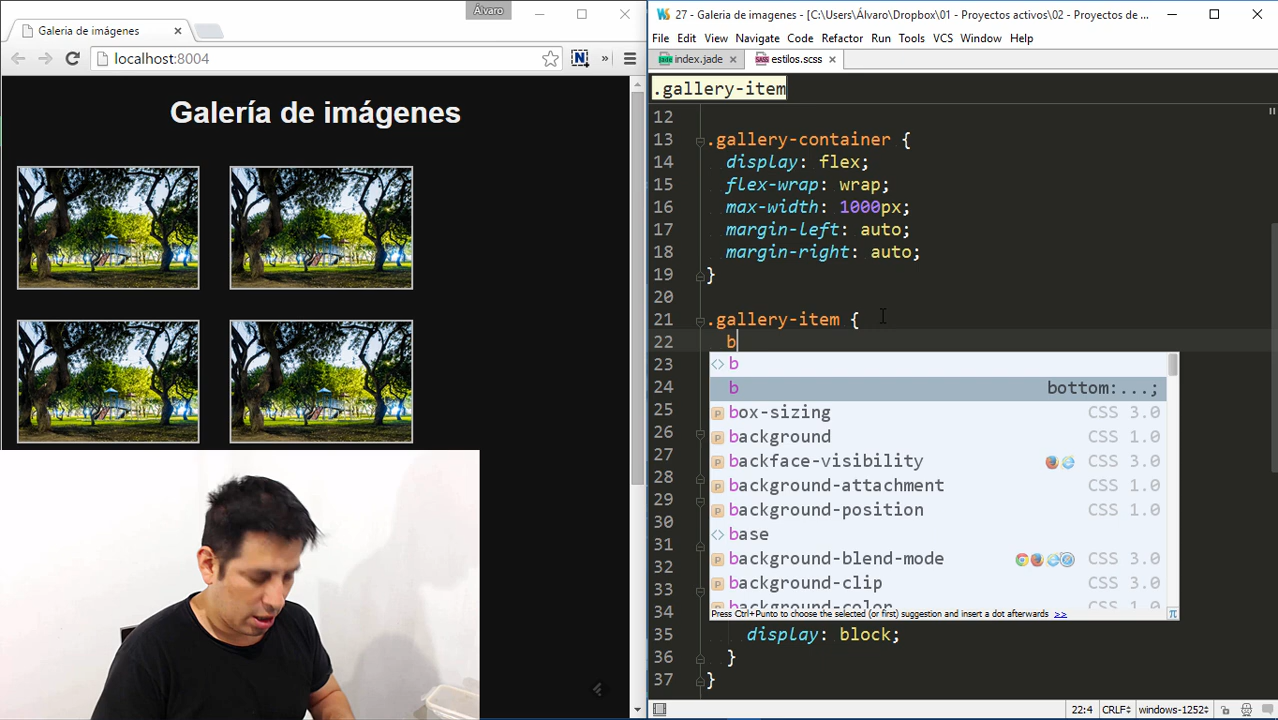 Álvaro
Galería de imágenes
localhost:8004
Galería de imágenes
27 - Galeria de imagenes - [C:\Users\Álvaro\Dropbox\01 - Proyectos activos\02 - Proyectos de ...
File Edit View Navigate Code Refactor Run Tools VCS Window Help
index.jade
estilos.scss
.gallery-item
12
13 .gallery-container {
14 display: flex;
15 flex-wrap: wrap;
16 max-width: 1000px;
17 margin-left: auto;
18 margin-right: auto;
19 }
20
21 .gallery-item {
22 b
23 b
24 b bottom:...;
25 box-sizing CSS 3.0
26 background CSS 1.0
27 backface-visibility CSS 3.0
28 background-attachment CSS 1.0
29 background-position CSS 1.0
30 base
31 background-blend-mode CSS 3.0
32
33 background-clip CSS 3.0
34 background-color CSS 1.0
Press Ctrl+Punto to choose the selected (or first) suggestion and insert a dot afterwards >>
π
35 display: block;
36 }
37 }
22:4 CRLF÷ windows-1252÷